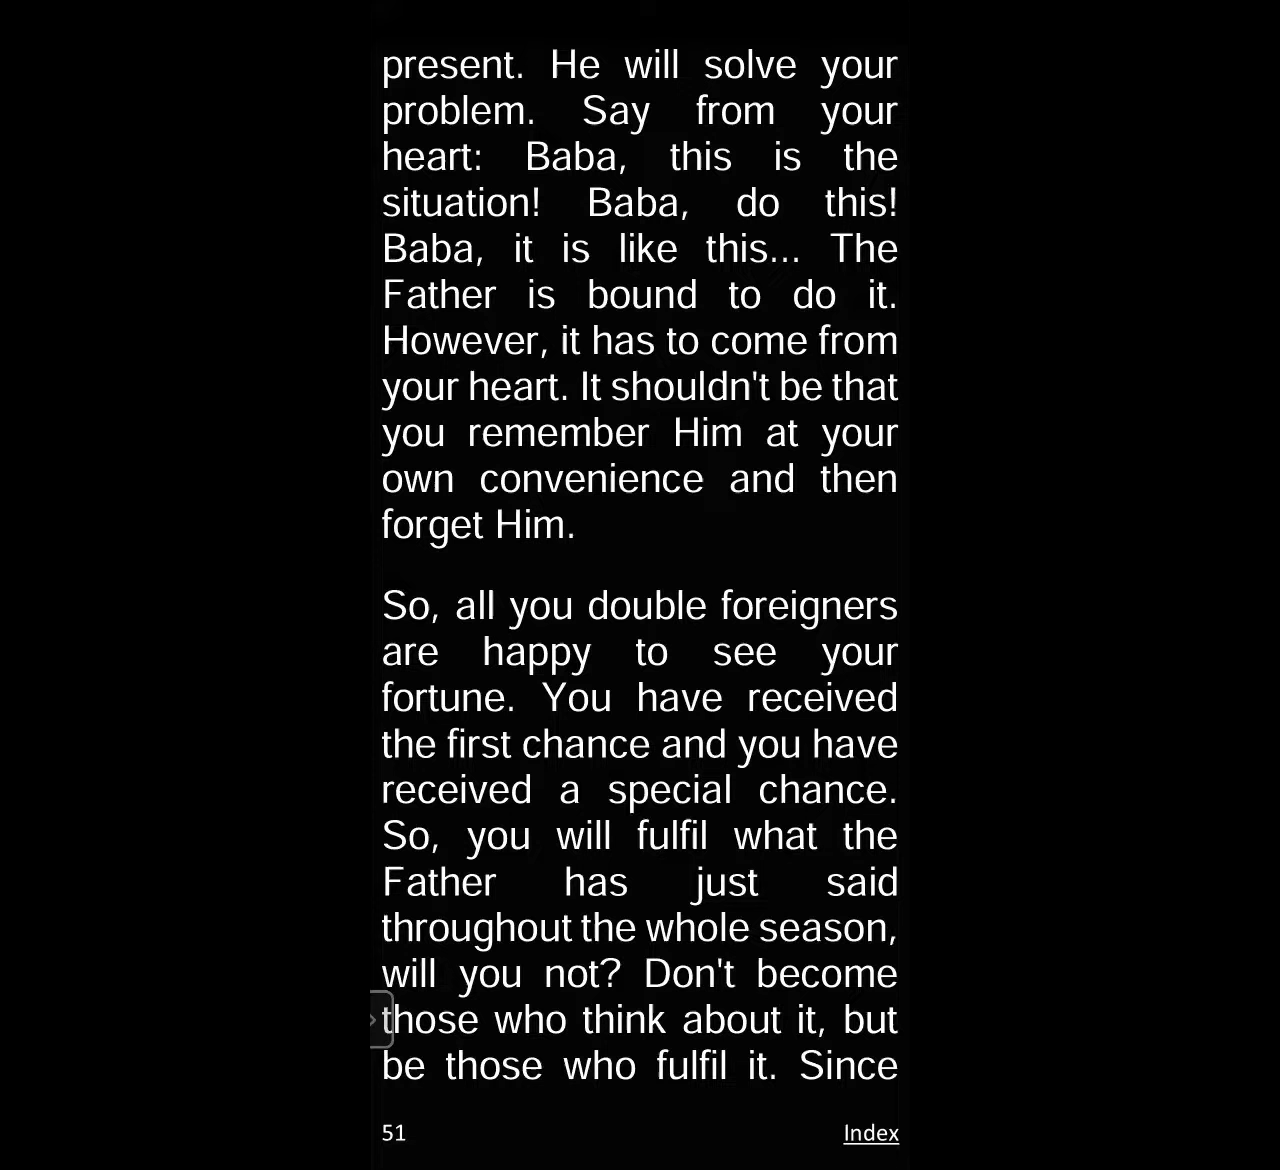 present. He will solve your
problem. Say from your
heart: Baba, this is the
situation! Baba, do this!
Baba, it is like this... The
Father is bound to do it.
However, it has to come from
your heart. It shouldn't be that
you remember Him at your
own convenience and then
forget Him.
So, all you double foreigners
are happy to see your
fortune. You have received
the first chance and you have
received a special chance.
So, you will fulfil what the
Father has just said
throughout the whole season,
will you not? Don't become
those who think about it, but
be those who fulfil it. Since
51 Index